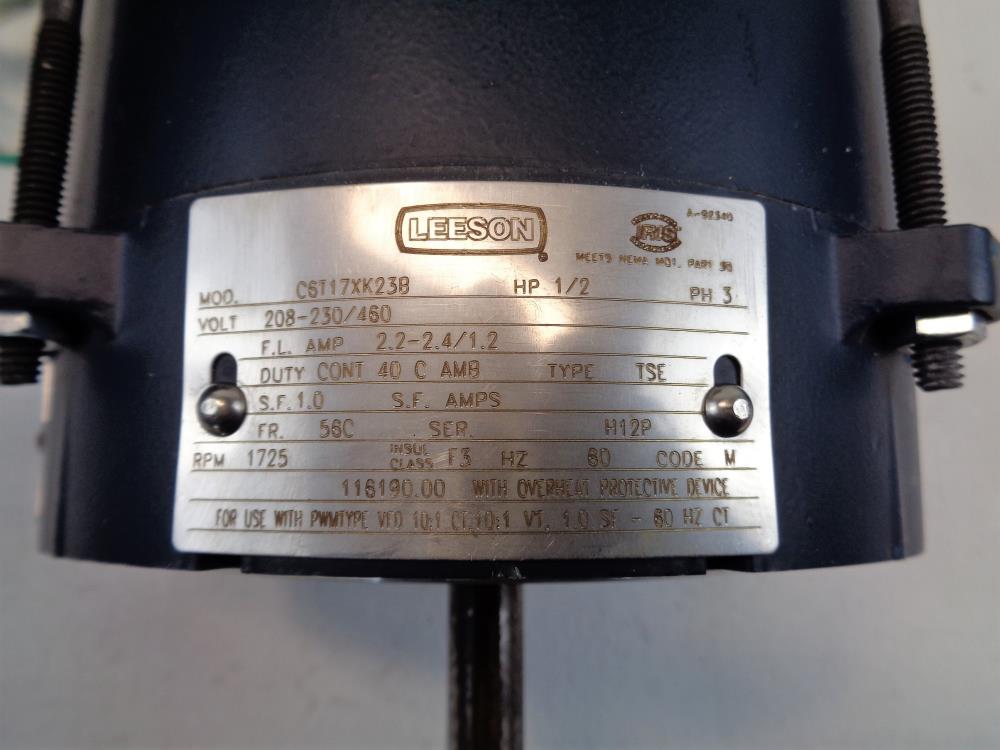 LEESON
A-92340
IRIS
MEETS NEMA MG1, PART 30
MOD. C6T17XK23B HP 1/2 PH 3
VOLT 208-230/460
F.L. AMP 2.2-2.4/1.2
DUTY CONT 40 C AMB TYPE TSE
S.F. 1.0 S.F. AMPS
FR. 56C SER. H12P
RPM 1725 INSUL CLASS F3 HZ 60 CODE M
116190.00 WITH OVERHEAT PROTECTIVE DEVICE
FOR USE WITH PWMTYPE VFD 10:1 CT, 10:1 VT, 1.0 SF - 60 HZ CT